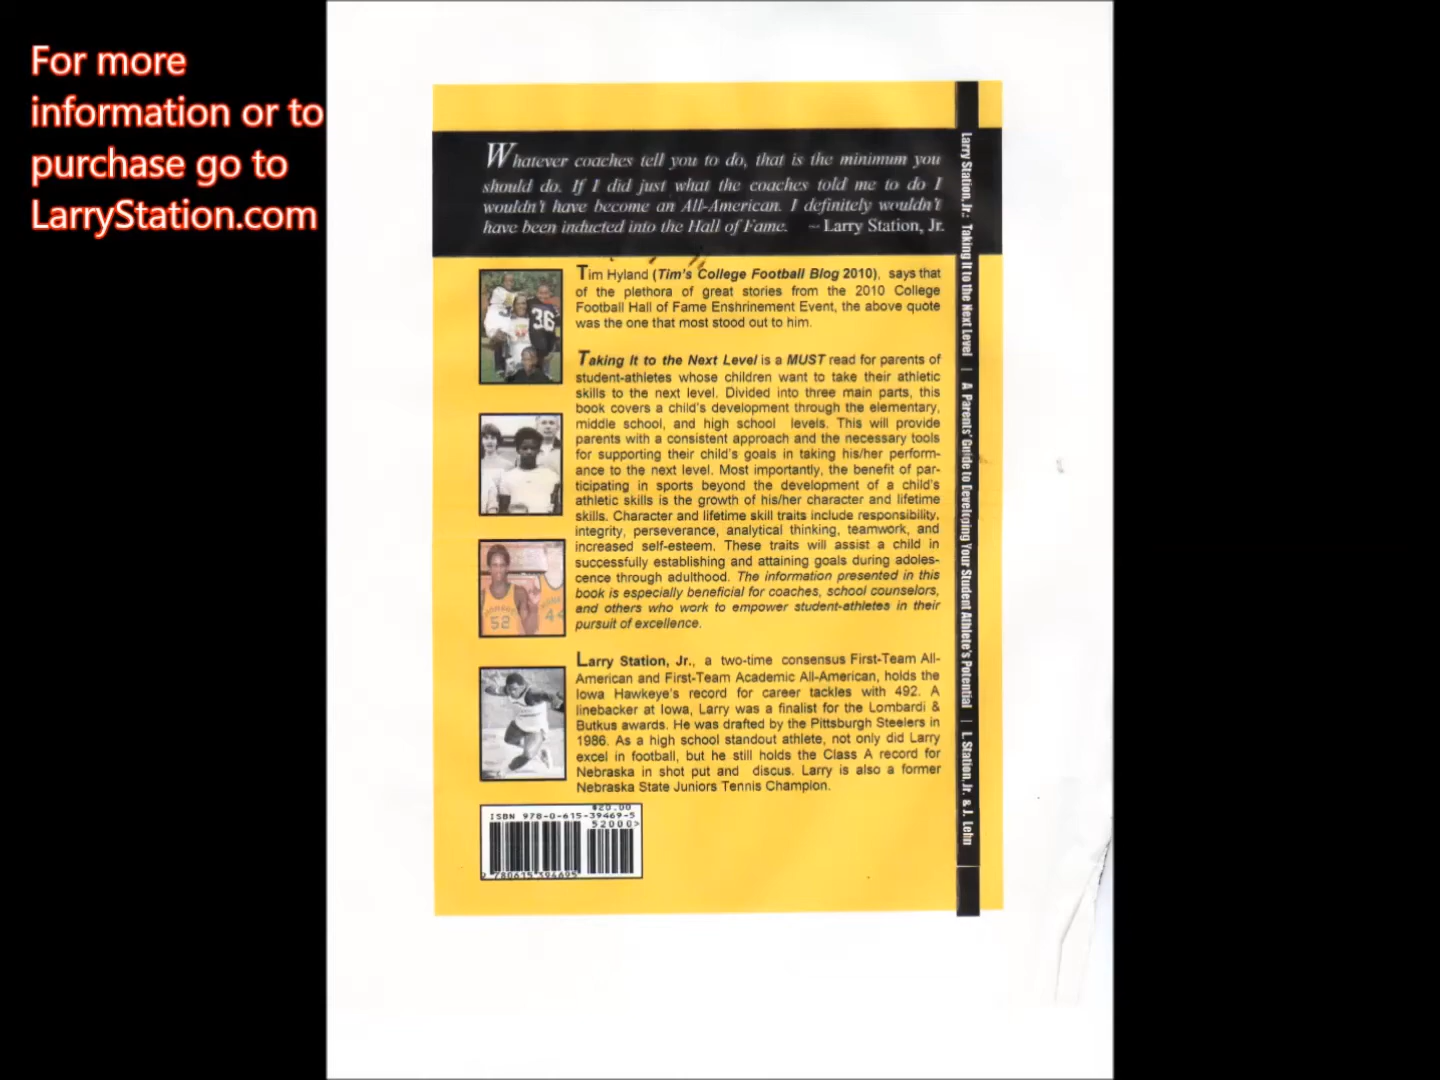 For more
information or to
purchase go to
LarryStation.com
Whatever coaches tell you to do, that is the minimum you
should do. If I did just what the coaches told me to do I
wouldn't have become an All-American. I definitely wouldn't
have been inducted into the Hall of Fame. -- Larry Station, Jr.
Tim Hyland (Tim's College Football Blog 2010), says that
of the plethora of great stories from the 2010 College
Football Hall of Fame Enshrinement Event, the above quote
was the one that most stood out to him.
Taking It to the Next Level is a MUST read for parents of
student-athletes whose children want to take their athletic
skills to the next level. Divided into three main parts, this
book covers a child's development through the elementary,
middle school, and high school levels. This will provide
parents with a consistent approach and the necessary tools
for supporting their child's goals in taking his/her perform-
ance to the next level. Most importantly, the benefit of par-
ticipating in sports beyond the development of a child's
athletic skills is the growth of his/her character and lifetime
skills. Character and lifetime skill traits include responsibility,
integrity, perseverance, analytical thinking, teamwork, and
increased self-esteem. These traits will assist a child in
successfully establishing and attaining goals during adoles-
cence through adulthood. The information presented in this
book is especially beneficial for coaches, school counselors,
and others who work to empower student-athletes in their
pursuit of excellence.
Larry Station, Jr., a two-time consensus First-Team All-
American and First-Team Academic All-American, holds the
Iowa Hawkeye's record for career tackles with 492. A
linebacker at Iowa, Larry was a finalist for the Lombardi &
Butkus awards. He was drafted by the Pittsburgh Steelers in
1986. As a high school standout athlete, not only did Larry
excel in football, but he still holds the Class A record for
Nebraska in shot put and discus. Larry is also a former
Nebraska State Juniors Tennis Champion.
$20.00
ISBN 978-0-615-39469-5
52000>
9 780615 394695
Larry Station, Jr.: Taking It to the Next Level | A Parents' Guide to Developing Your Student Athlete's Potential | L. Station, Jr. & J. Lehn
36
52
44